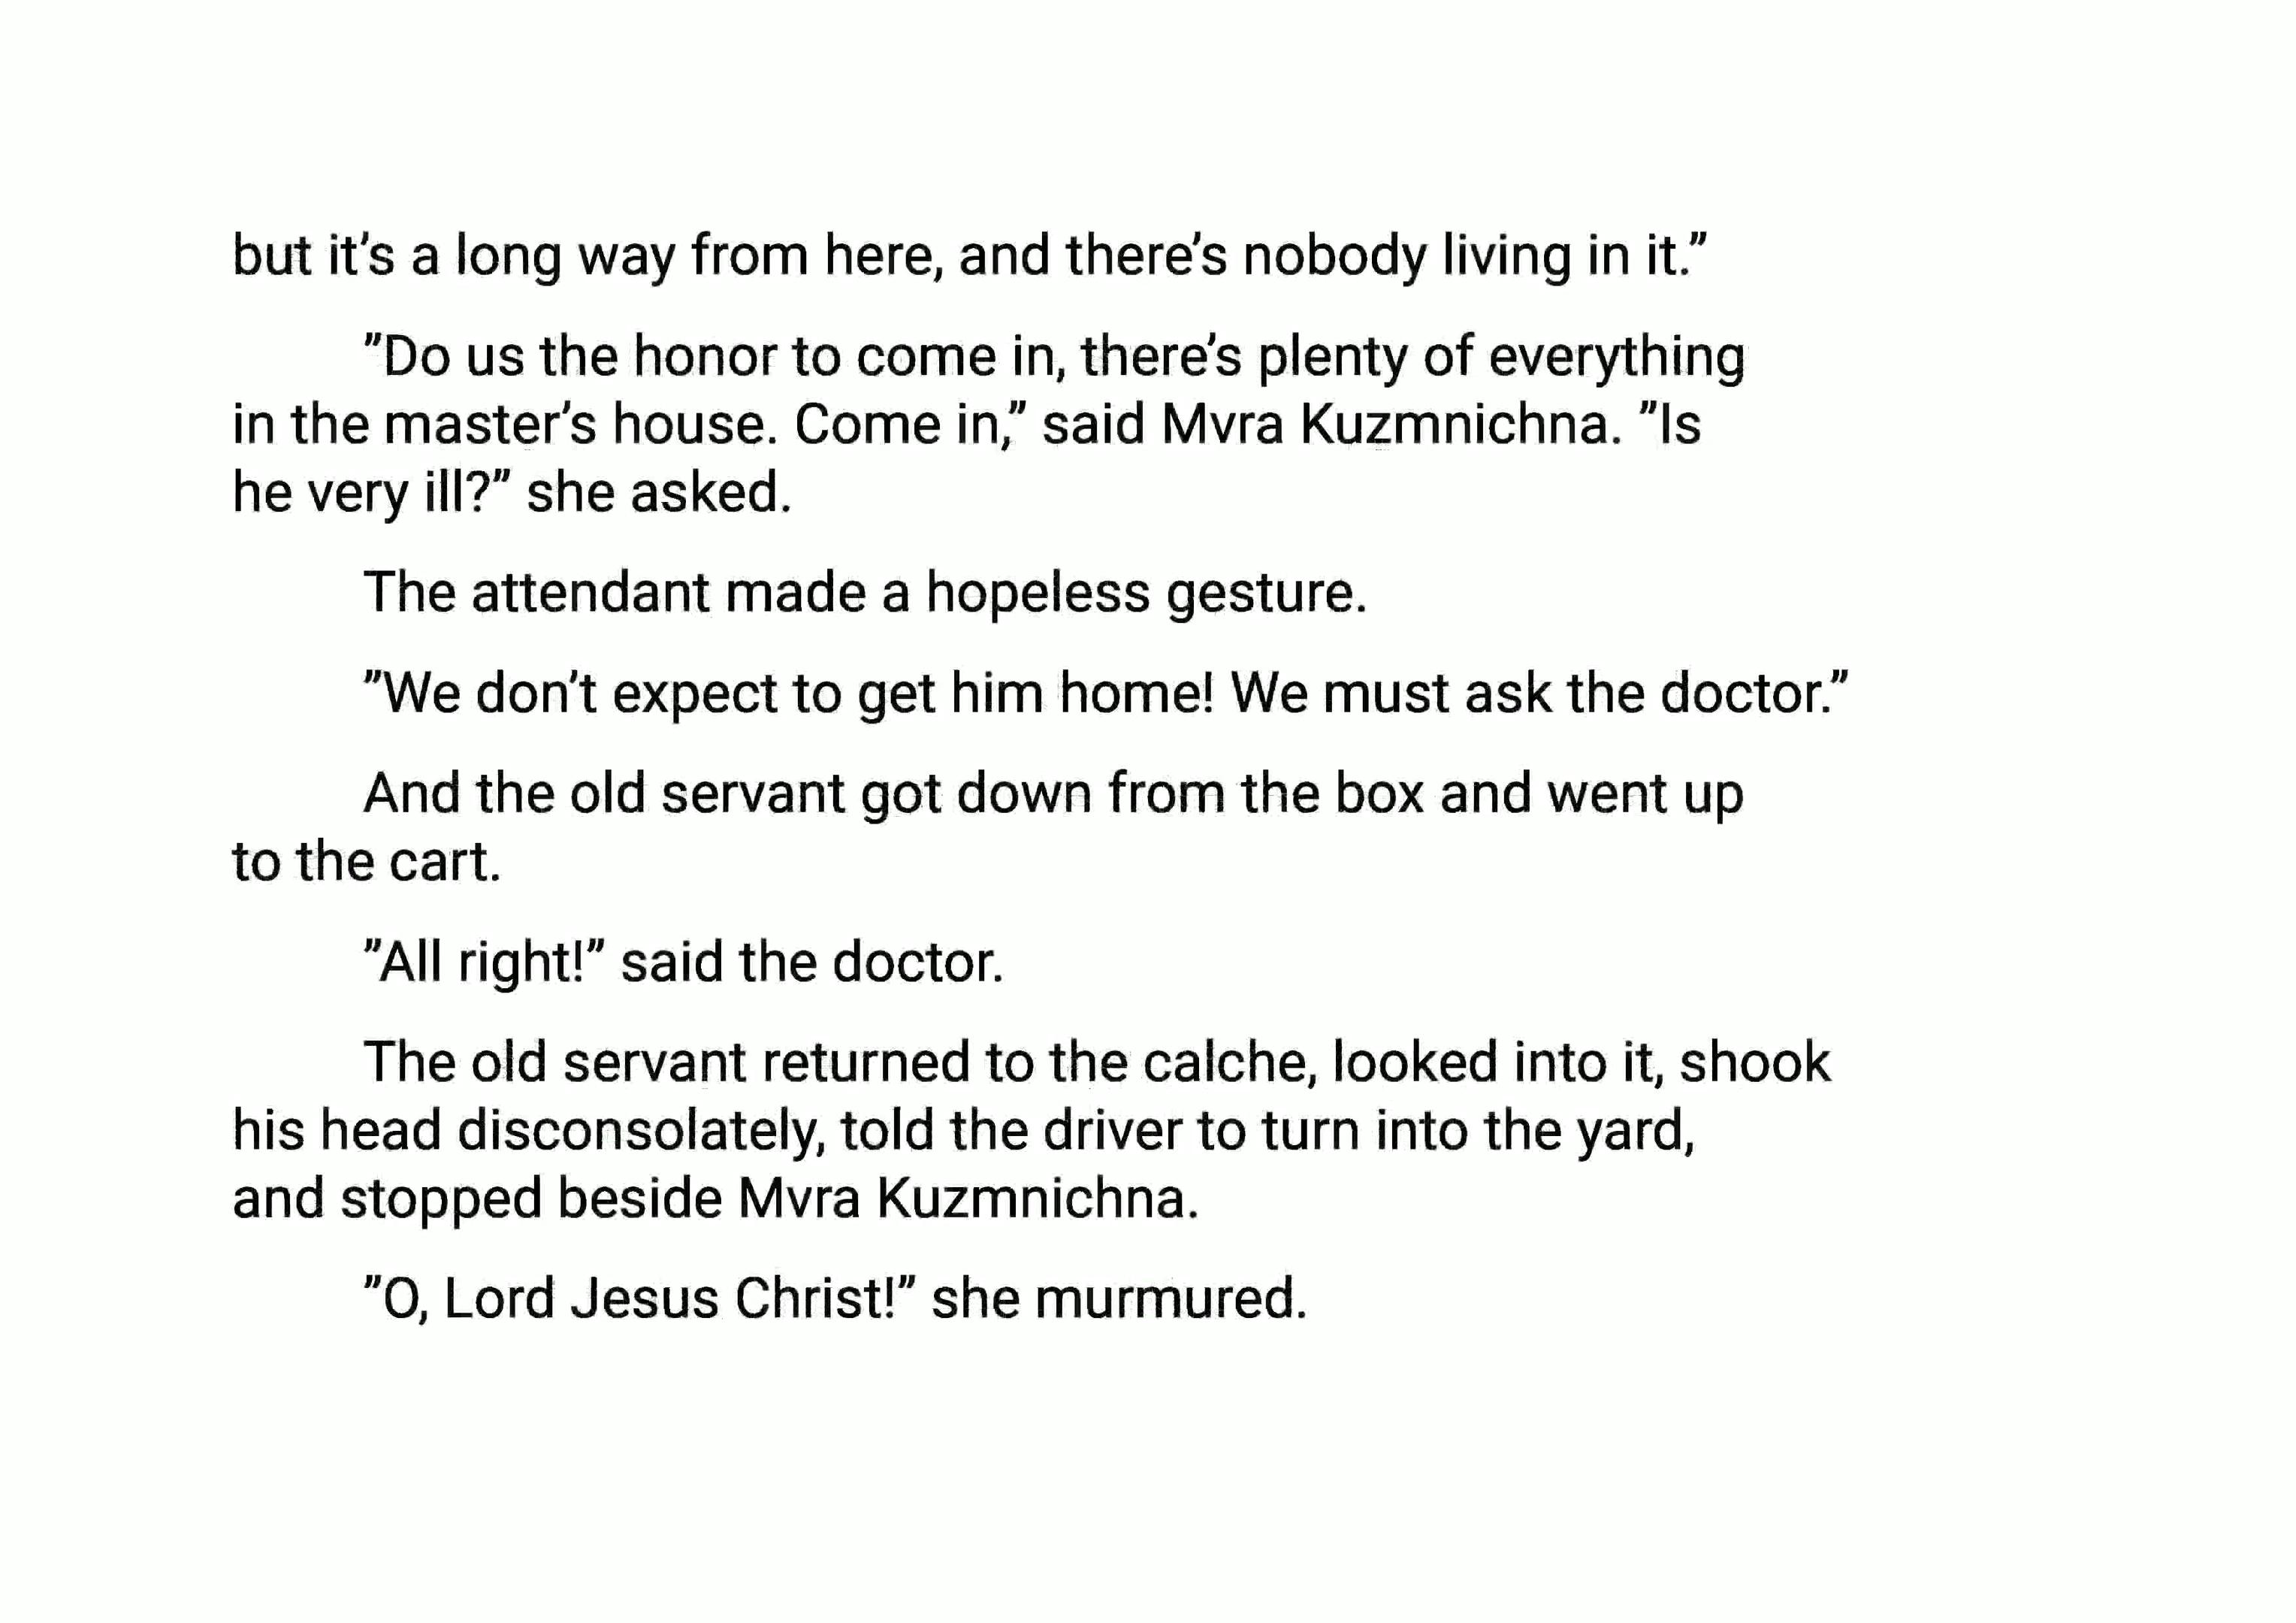 but it’s a long way from here, and there’s nobody living in it.”
”Do us the honor to come in, there’s plenty of everything
in the master’s house. Come in,” said Mvra Kuzmnichna. ”Is
he very ill?” she asked.
The attendant made a hopeless gesture.
”We don’t expect to get him home! We must ask the doctor.”
And the old servant got down from the box and went up
to the cart.
”All right!” said the doctor.
The old servant returned to the calche, looked into it, shook
his head disconsolately, told the driver to turn into the yard,
and stopped beside Mvra Kuzmnichna.
”O, Lord Jesus Christ!” she murmured.